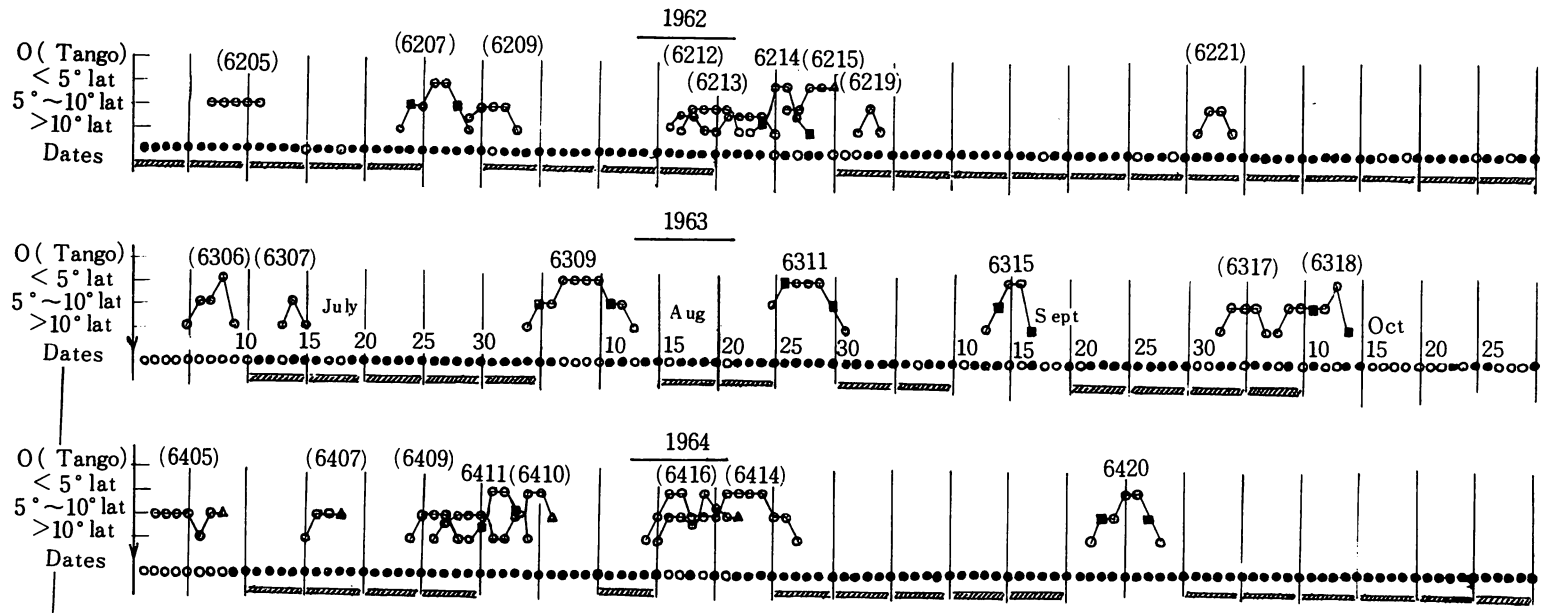 1962
O ( Tango)
< 5° lat
5°~10° lat
>10° lat
Dates
(6205) (6207) (6209) (6212) (6213) 6214 (6215) (6219) (6221)
1963
O ( Tango)
< 5° lat
5°~10° lat
>10° lat
Dates
(6306) (6307) 6309 6311 6315 (6317) (6318)
July Aug Sept Oct
10 15 20 25 30 10 15 20 25 30 10 15 20 25 30 10 15 20 25
1964
O ( Tango)
< 5° lat
5°~10° lat
>10° lat
Dates
(6405) (6407) (6409) 6411 (6410) (6416) (6414) 6420